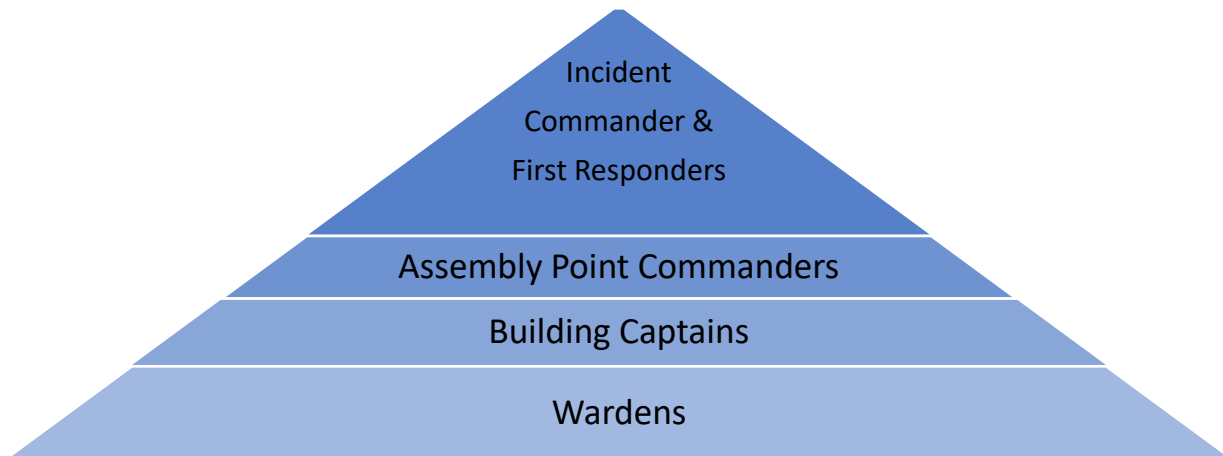 Incident
Commander &
First Responders
Assembly Point Commanders
Building Captains
Wardens